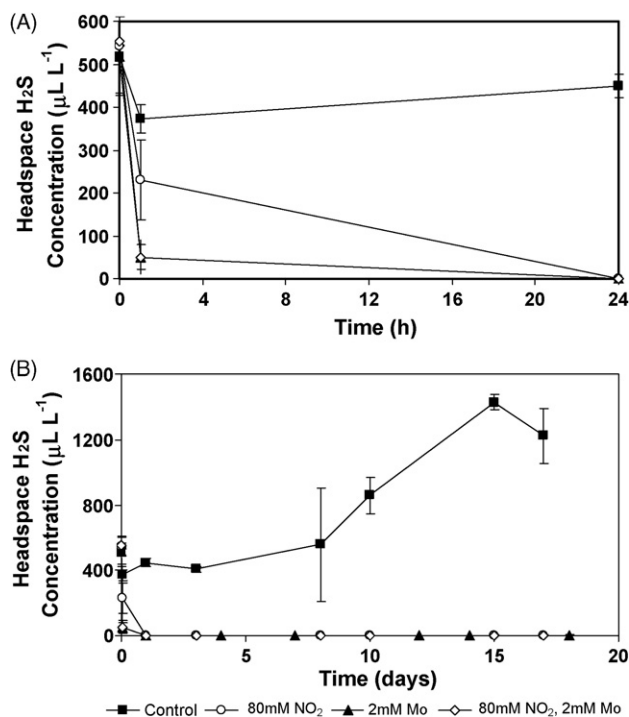 (A)
600
500
400
300
200
100
0
Headspace H₂S
Concentration (μL L⁻¹)
0 4 8 12 16 20 24
Time (h)
(B)
1600
1200
800
400
0
Headspace H₂S
Concentration (μL L⁻¹)
0 5 10 15 20
Time (days)
Control 80mM NO₂ 2mM Mo 80mM NO₂, 2mM Mo